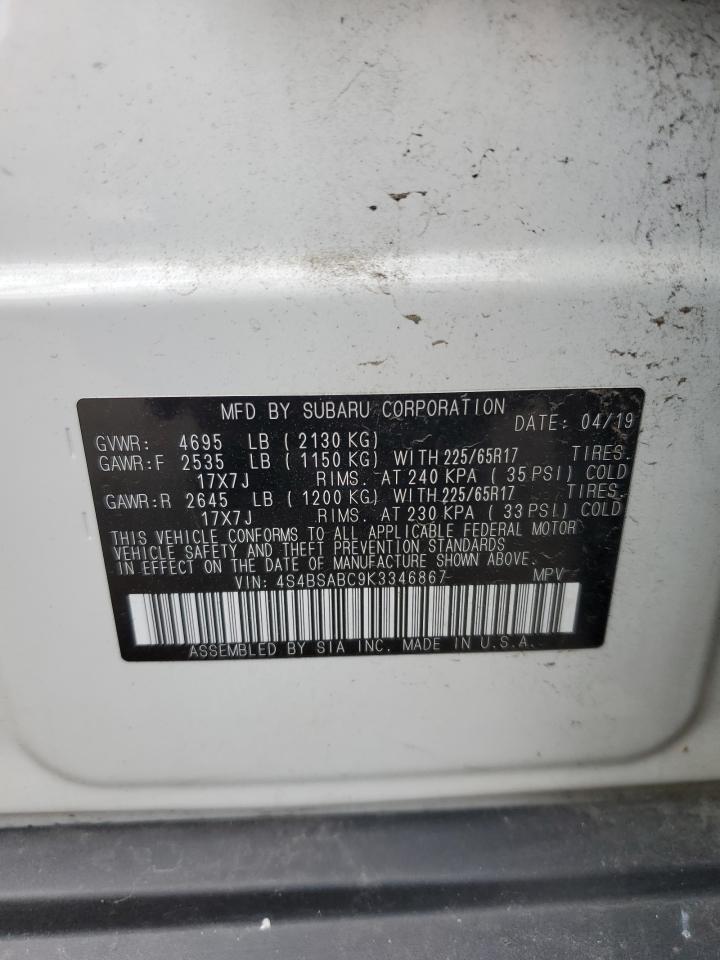 MFD BY SUBARU CORPORATION DATE: 04/19
GVWR: 4695 LB ( 2130 KG)
GAWR:F 2535 LB ( 1150 KG) WITH 225/65R17 TIRES.
17X7J RIMS. AT 240 KPA ( 35 PSI) COLD
GAWR:R 2645 LB ( 1200 KG) WITH 225/65R17 TIRES.
17X7J RIMS. AT 230 KPA ( 33 PSI) COLD
THIS VEHICLE CONFORMS TO ALL APPLICABLE FEDERAL MOTOR
VEHICLE SAFETY AND THEFT PREVENTION STANDARDS
IN EFFECT ON THE DATE OF MANUFACTURE SHOWN ABOVE.
VIN: 4S4BSABC9K3346867 MPV
ASSEMBLED BY SIA INC. MADE IN U.S.A.